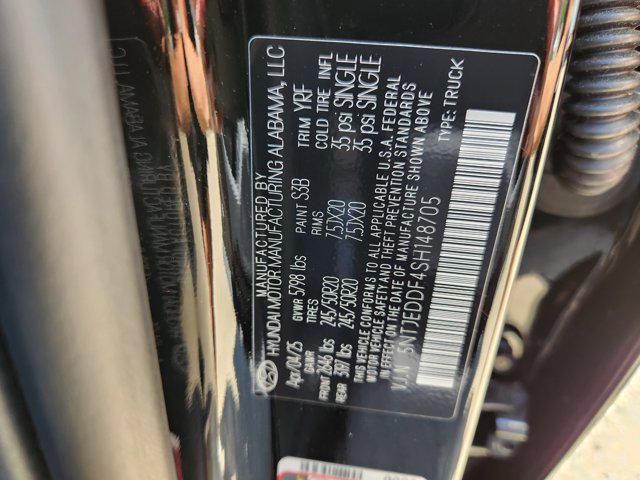 MANUFACTURED BY
HYUNDAI MOTOR MANUFACTURING ALABAMA, LLC
Apr/04/25 GVWR 5798 lbs PAINT S3B TRIM YRF
GAWR TIRES RIMS COLD TIRE INFL
FRONT 2646 lbs 245/50R20 7.5JX20 35 psi SINGLE
REAR 3197 lbs 245/50R20 7.5JX20 35 psi SINGLE
THIS VEHICLE CONFORMS TO ALL APPLICABLE U.S.A. FEDERAL
MOTOR VEHICLE SAFETY AND THEFT PREVENTION STANDARDS
IN EFFECT ON THE DATE OF MANUFACTURE SHOWN ABOVE
V.I.N 5NTJEDDF4SH148705 TYPE: TRUCK